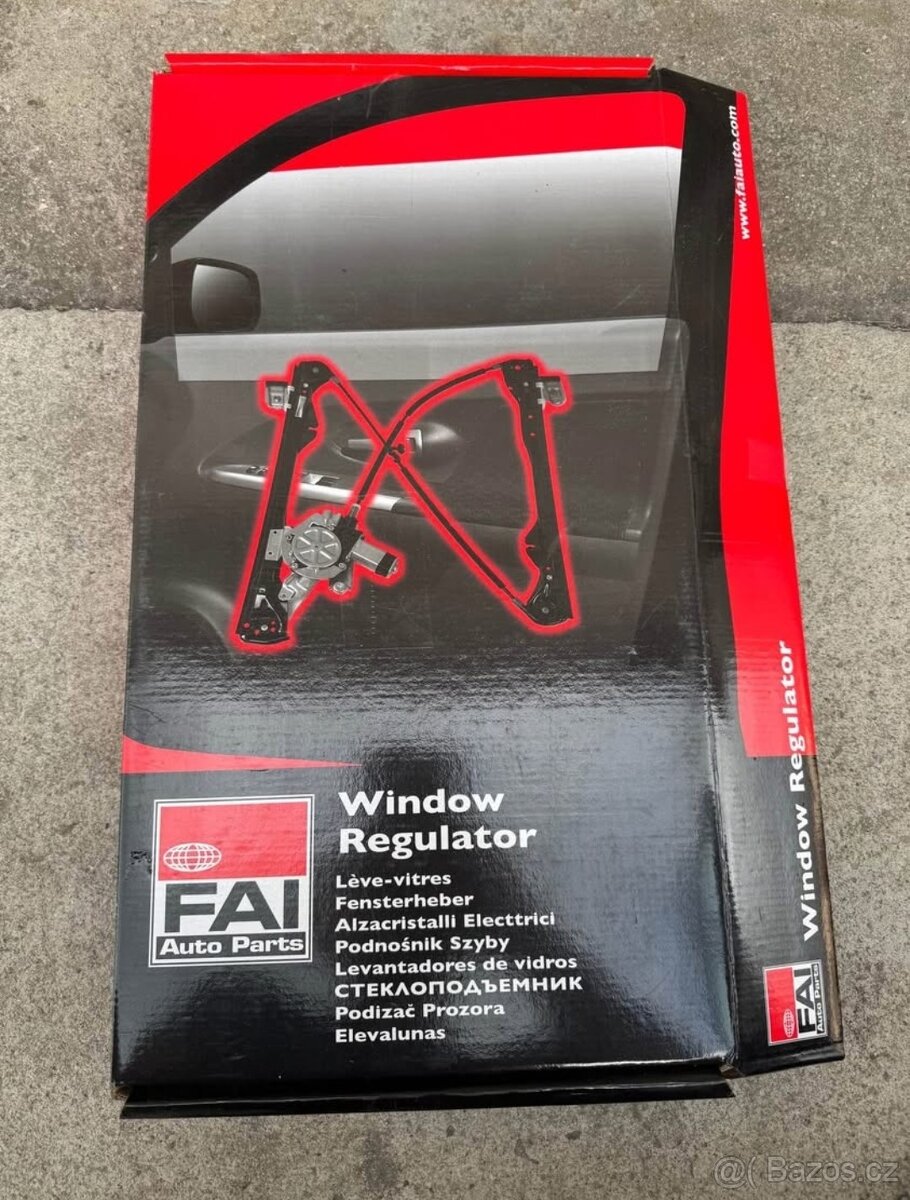 www.faiauto.com
Window Regulator
FAI
Auto Parts
Window
Regulator
Lève-vitres
Fensterheber
Alzacristalli Electtrici
Podnośnik Szyby
Levantadores de vidros
СТЕКЛОПОДЪЕМНИК
Podizač Prozora
Elevalunas
FAI
Auto Parts
@( Bazos.cz